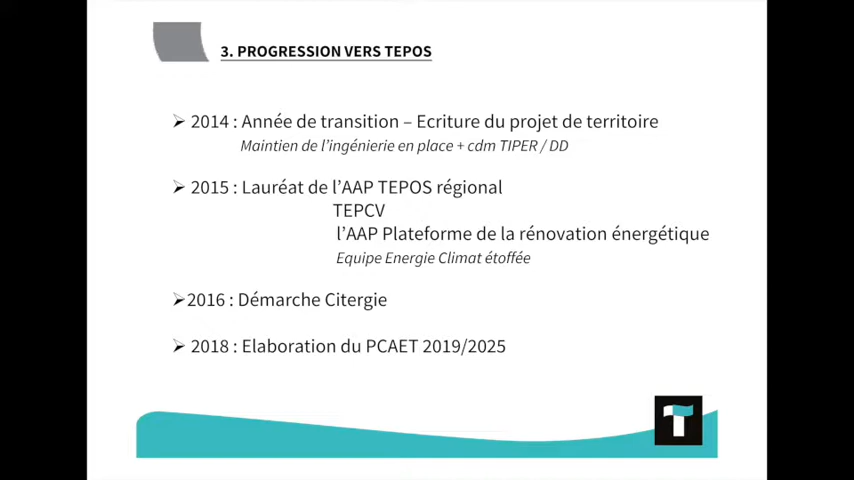 3. PROGRESSION VERS TEPOS
➢ 2014 : Année de transition – Ecriture du projet de territoire
Maintien de l'ingénierie en place + cdm TIPER / DD
➢ 2015 : Lauréat de l'AAP TEPOS régional
TEPCV
l'AAP Plateforme de la rénovation énergétique
Equipe Energie Climat étoffée
➢2016 : Démarche Citergie
➢ 2018 : Elaboration du PCAET 2019/2025
T